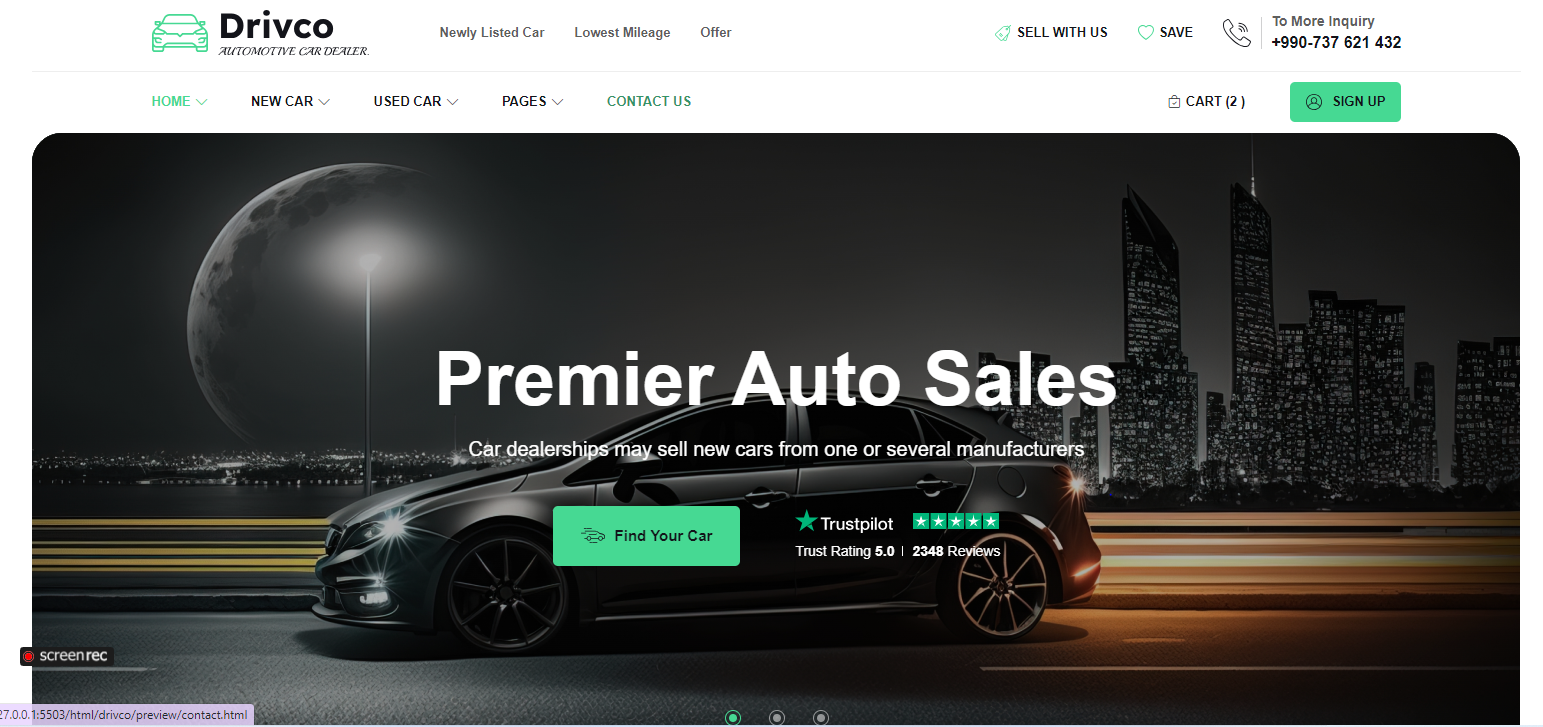 Drivco
AUTOMOTIVE CAR DEALER.
Newly Listed Car Lowest Mileage Offer
SELL WITH US SAVE
To More Inquiry
+990-737 621 432
HOME NEW CAR USED CAR PAGES CONTACT US
CART (2 )
SIGN UP
Premier Auto Sales
Car dealerships may sell new cars from one or several manufacturers
Find Your Car
Trustpilot
Trust Rating 5.0 | 2348 Reviews
screenrec
27.0.0.1:5503/html/drivco/preview/contact.html